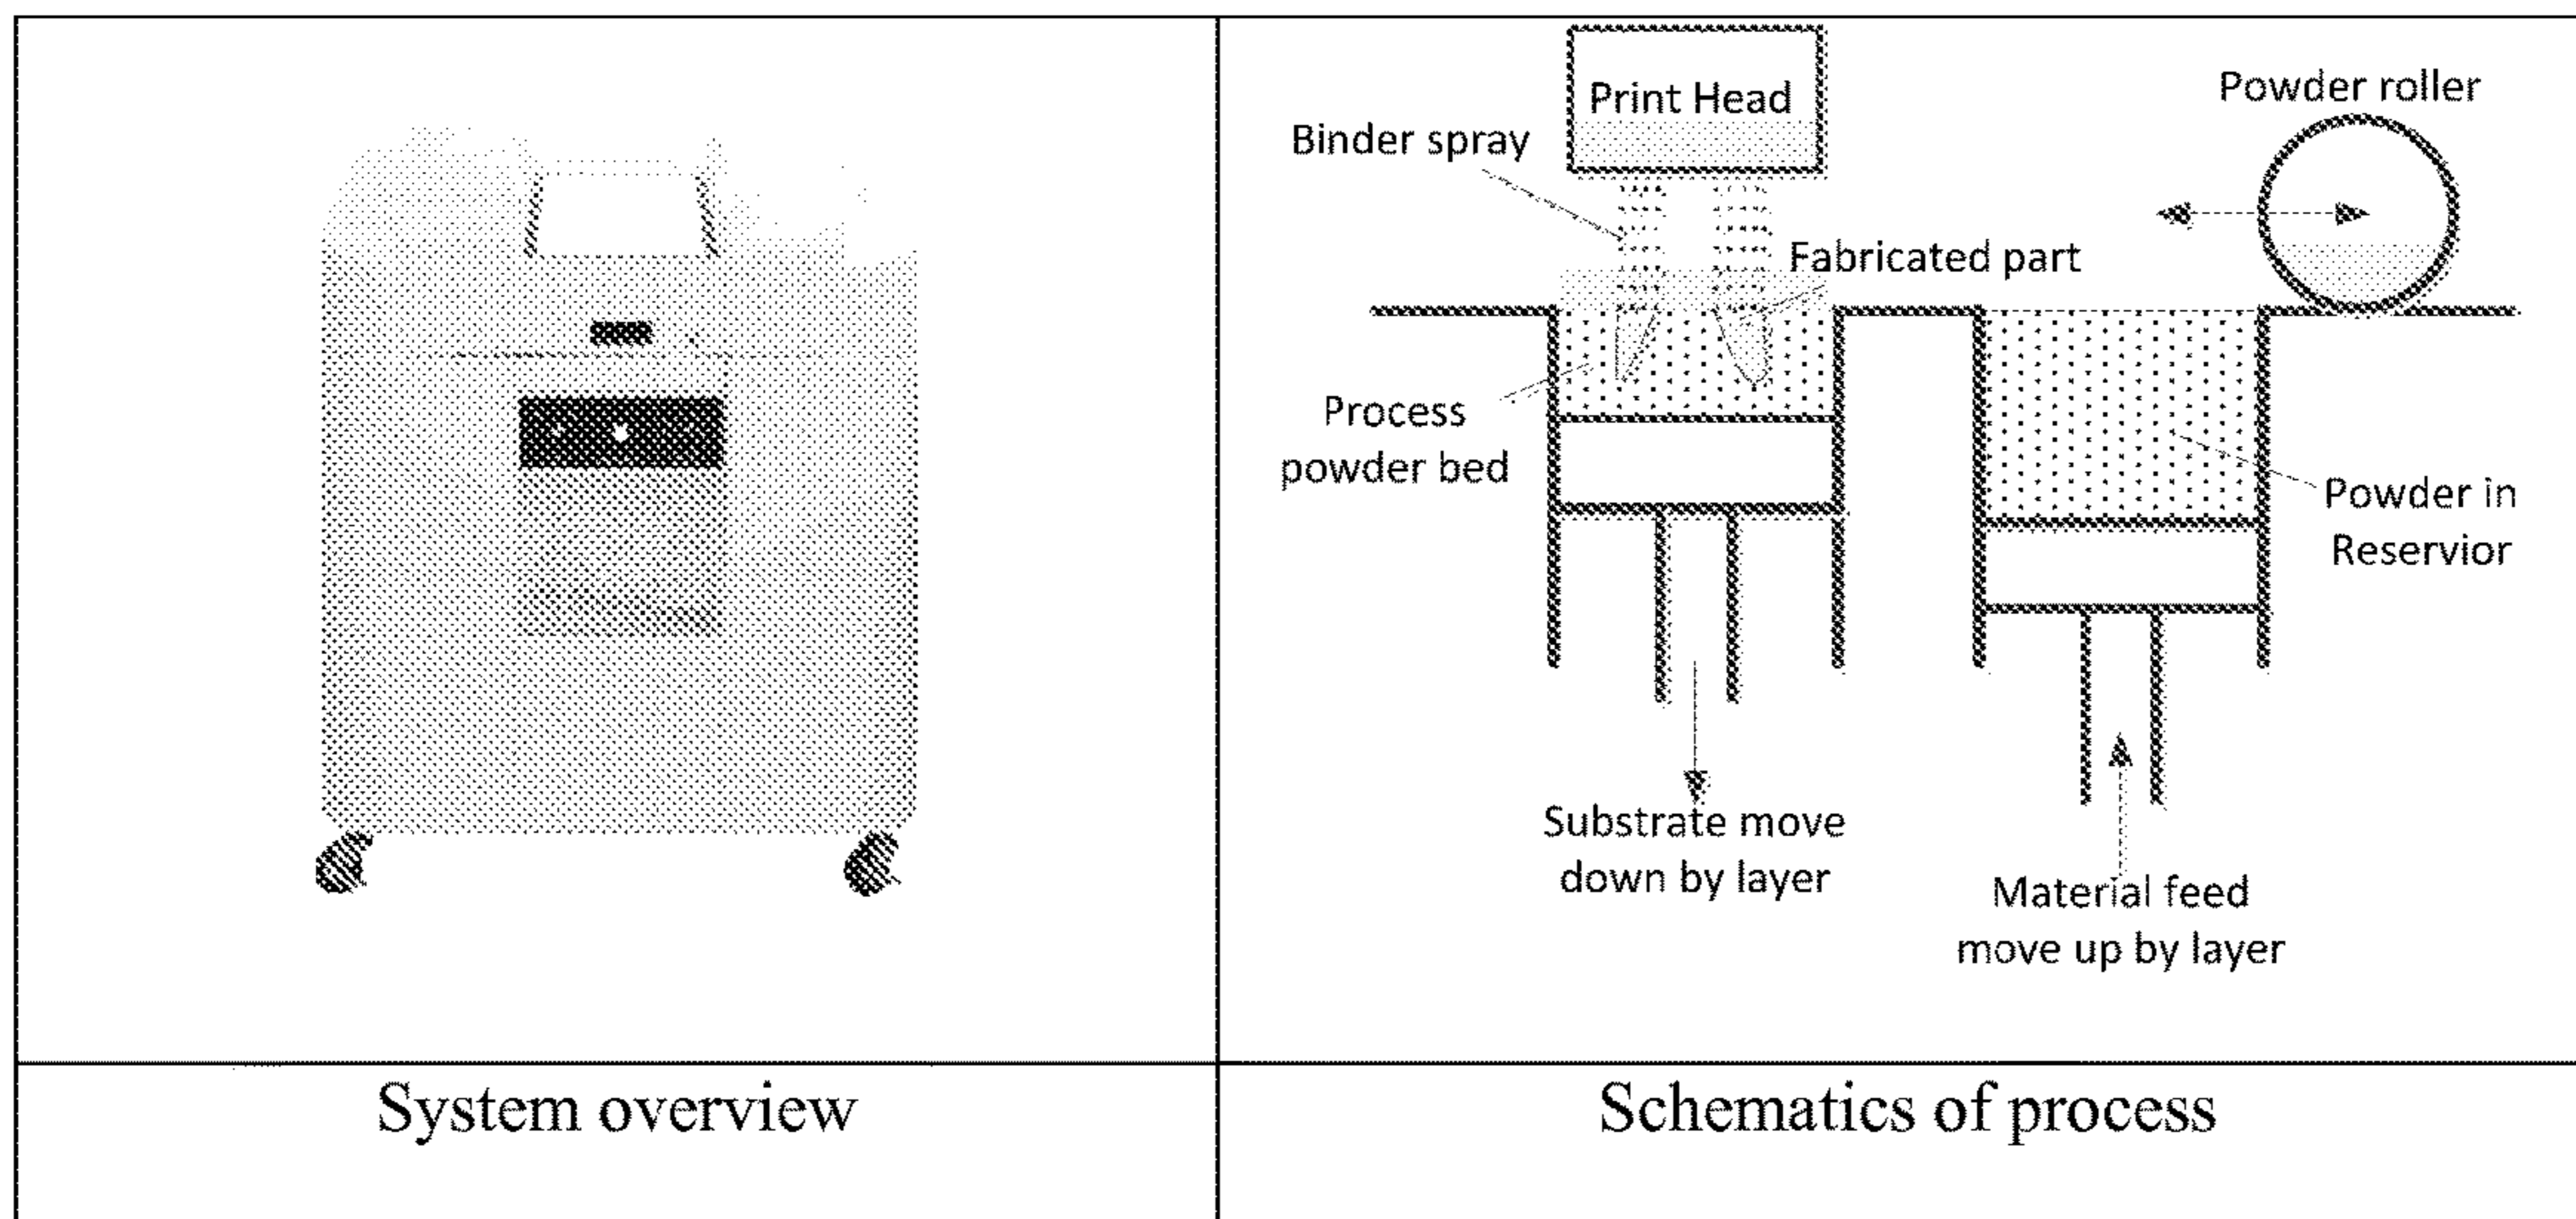 Print Head
Powder roller
Binder spray
Fabricated part
Process
powder bed
Powder in
Reservior
Substrate move
down by layer
Material feed
move up by layer
System overview
Schematics of process